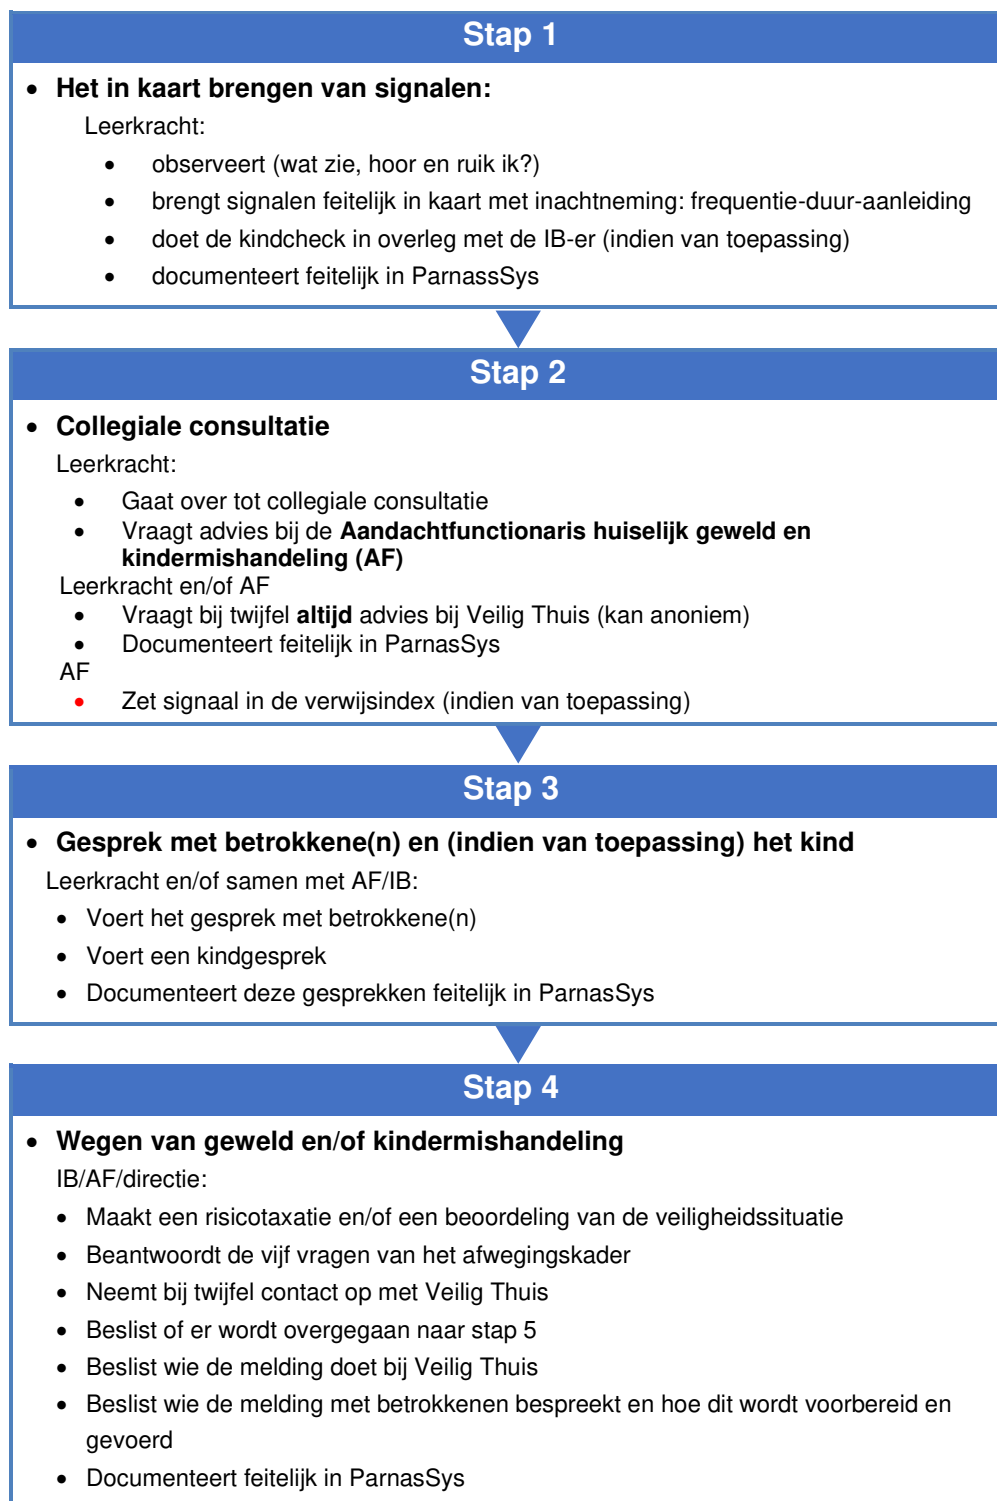 Stap 1
• Het in kaart brengen van signalen:
Leerkracht:
• observeert (wat zie, hoor en ruik ik?)
• brengt signalen feitelijk in kaart met inachtneming: frequentie-duur-aanleiding
• doet de kindcheck in overleg met de IB-er (indien van toepassing)
• documenteert feitelijk in ParnassSys
Stap 2
• Collegiale consultatie
Leerkracht:
• Gaat over tot collegiale consultatie
• Vraagt advies bij de Aandachtfunctionaris huiselijk geweld en
kindermishandeling (AF)
Leerkracht en/of AF
• Vraagt bij twijfel altijd advies bij Veilig Thuis (kan anoniem)
• Documenteert feitelijk in ParnasSys
AF
• Zet signaal in de verwijsindex (indien van toepassing)
Stap 3
• Gesprek met betrokkene(n) en (indien van toepassing) het kind
Leerkracht en/of samen met AF/IB:
• Voert het gesprek met betrokkene(n)
• Voert een kindgesprek
• Documenteert deze gesprekken feitelijk in ParnasSys
Stap 4
• Wegen van geweld en/of kindermishandeling
IB/AF/directie:
• Maakt een risicotaxatie en/of een beoordeling van de veiligheidssituatie
• Beantwoordt de vijf vragen van het afwegingskader
• Neemt bij twijfel contact op met Veilig Thuis
• Beslist of er wordt overgegaan naar stap 5
• Beslist wie de melding doet bij Veilig Thuis
• Beslist wie de melding met betrokkenen bespreekt en hoe dit wordt voorbereid en
gevoerd
• Documenteert feitelijk in ParnasSys